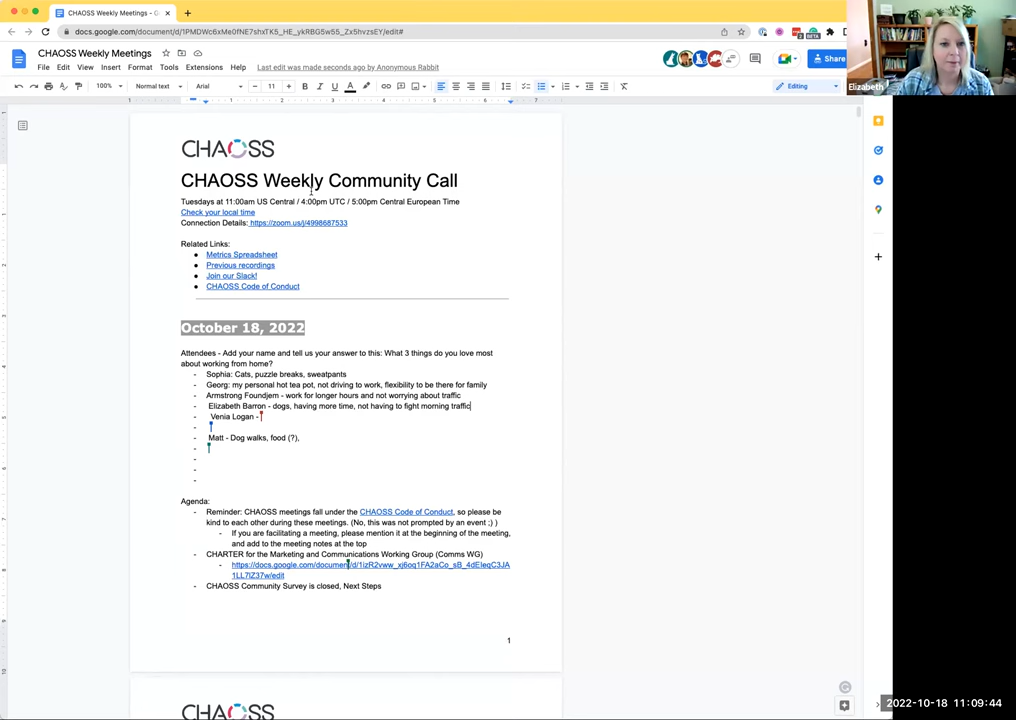 CHAOSS Weekly Meetings - G
docs.google.com/document/d/1PMDWc6xMe0fNE7shxTK5_HE_ykRBG5w55_Zx5hvzsEY/edit#
CHAOSS Weekly Meetings
File Edit View Insert Format Tools Extensions Help Last edit was made seconds ago by Anonymous Rabbit
Share
Elizabeth
100% Normal text Arial 11 Editing
CHAOSS
CHAOSS Weekly Community Call
Tuesdays at 11:00am US Central / 4:00pm UTC / 5:00pm Central European Time
Check your local time
Connection Details: https://zoom.us/j/4998687533
Related Links:
● Metrics Spreadsheet
● Previous recordings
● Join our Slack!
● CHAOSS Code of Conduct
October 18, 2022
Attendees - Add your name and tell us your answer to this: What 3 things do you love most
about working from home?
- Sophia: Cats, puzzle breaks, sweatpants
- Georg: my personal hot tea pot, not driving to work, flexibility to be there for family
- Armstrong Foundjem - work for longer hours and not worrying about traffic
- Elizabeth Barron - dogs, having more time, not having to fight morning traffic
- Venia Logan -
-
- Matt - Dog walks, food (?),
-
-
-
-
Agenda:
- Reminder: CHAOSS meetings fall under the CHAOSS Code of Conduct, so please be
kind to each other during these meetings. (No, this was not prompted by an event ;) )
- If you are facilitating a meeting, please mention it at the beginning of the meeting,
and add to the meeting notes at the top
- CHARTER for the Marketing and Communications Working Group (Comms WG)
- https://docs.google.com/document/d/1izR2vww_xj6oq1FA2aCo_sB_4dEIeqC3JA
1LL7lZ37w/edit
- CHAOSS Community Survey is closed, Next Steps
1
CHAOSS
2022-10-18 11:09:44